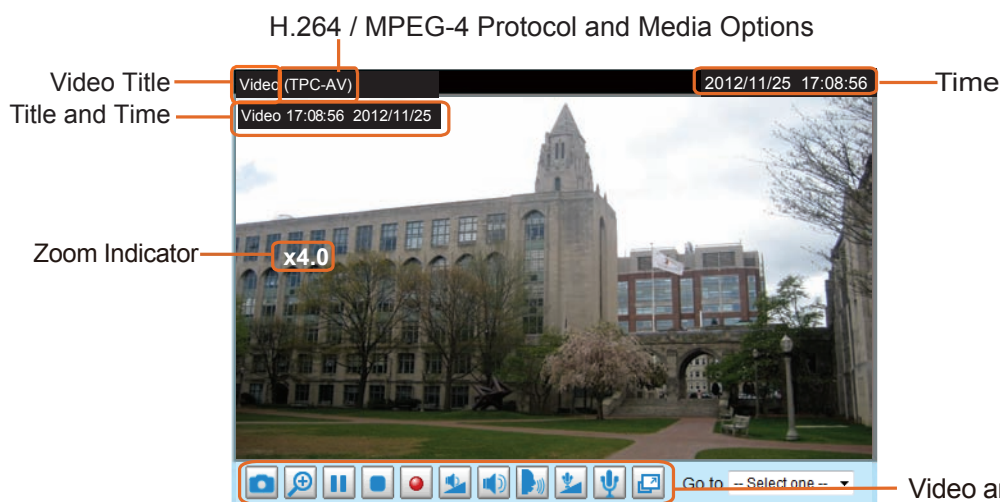 H.264 / MPEG-4 Protocol and Media Options
Video Title
Video (TPC-AV)
2012/11/25 17:08:56
Time
Title and Time
Video 17:08:56 2012/11/25
Zoom Indicator
x4.0
Go to
-- Select one --
Video a